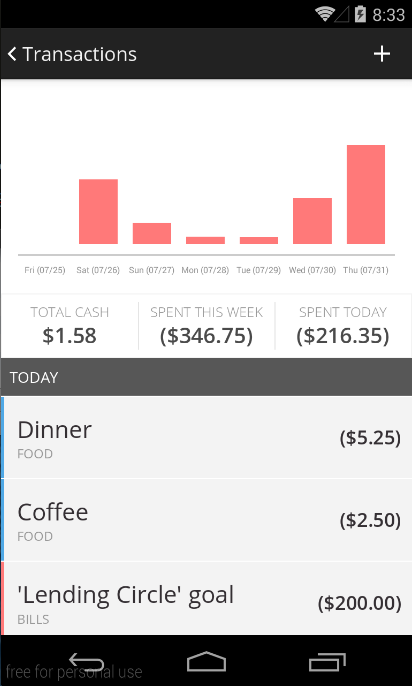 8:33
Transactions
Fri (07/25) Sat (07/26) Sun (07/27) Mon (07/28) Tue (07/29) Wed (07/30) Thu (07/31)
TOTAL CASH SPENT THIS WEEK SPENT TODAY
$1.58 ($346.75) ($216.35)
TODAY
Dinner ($5.25)
FOOD
Coffee ($2.50)
FOOD
'Lending Circle' goal ($200.00)
BILLS
free for personal use